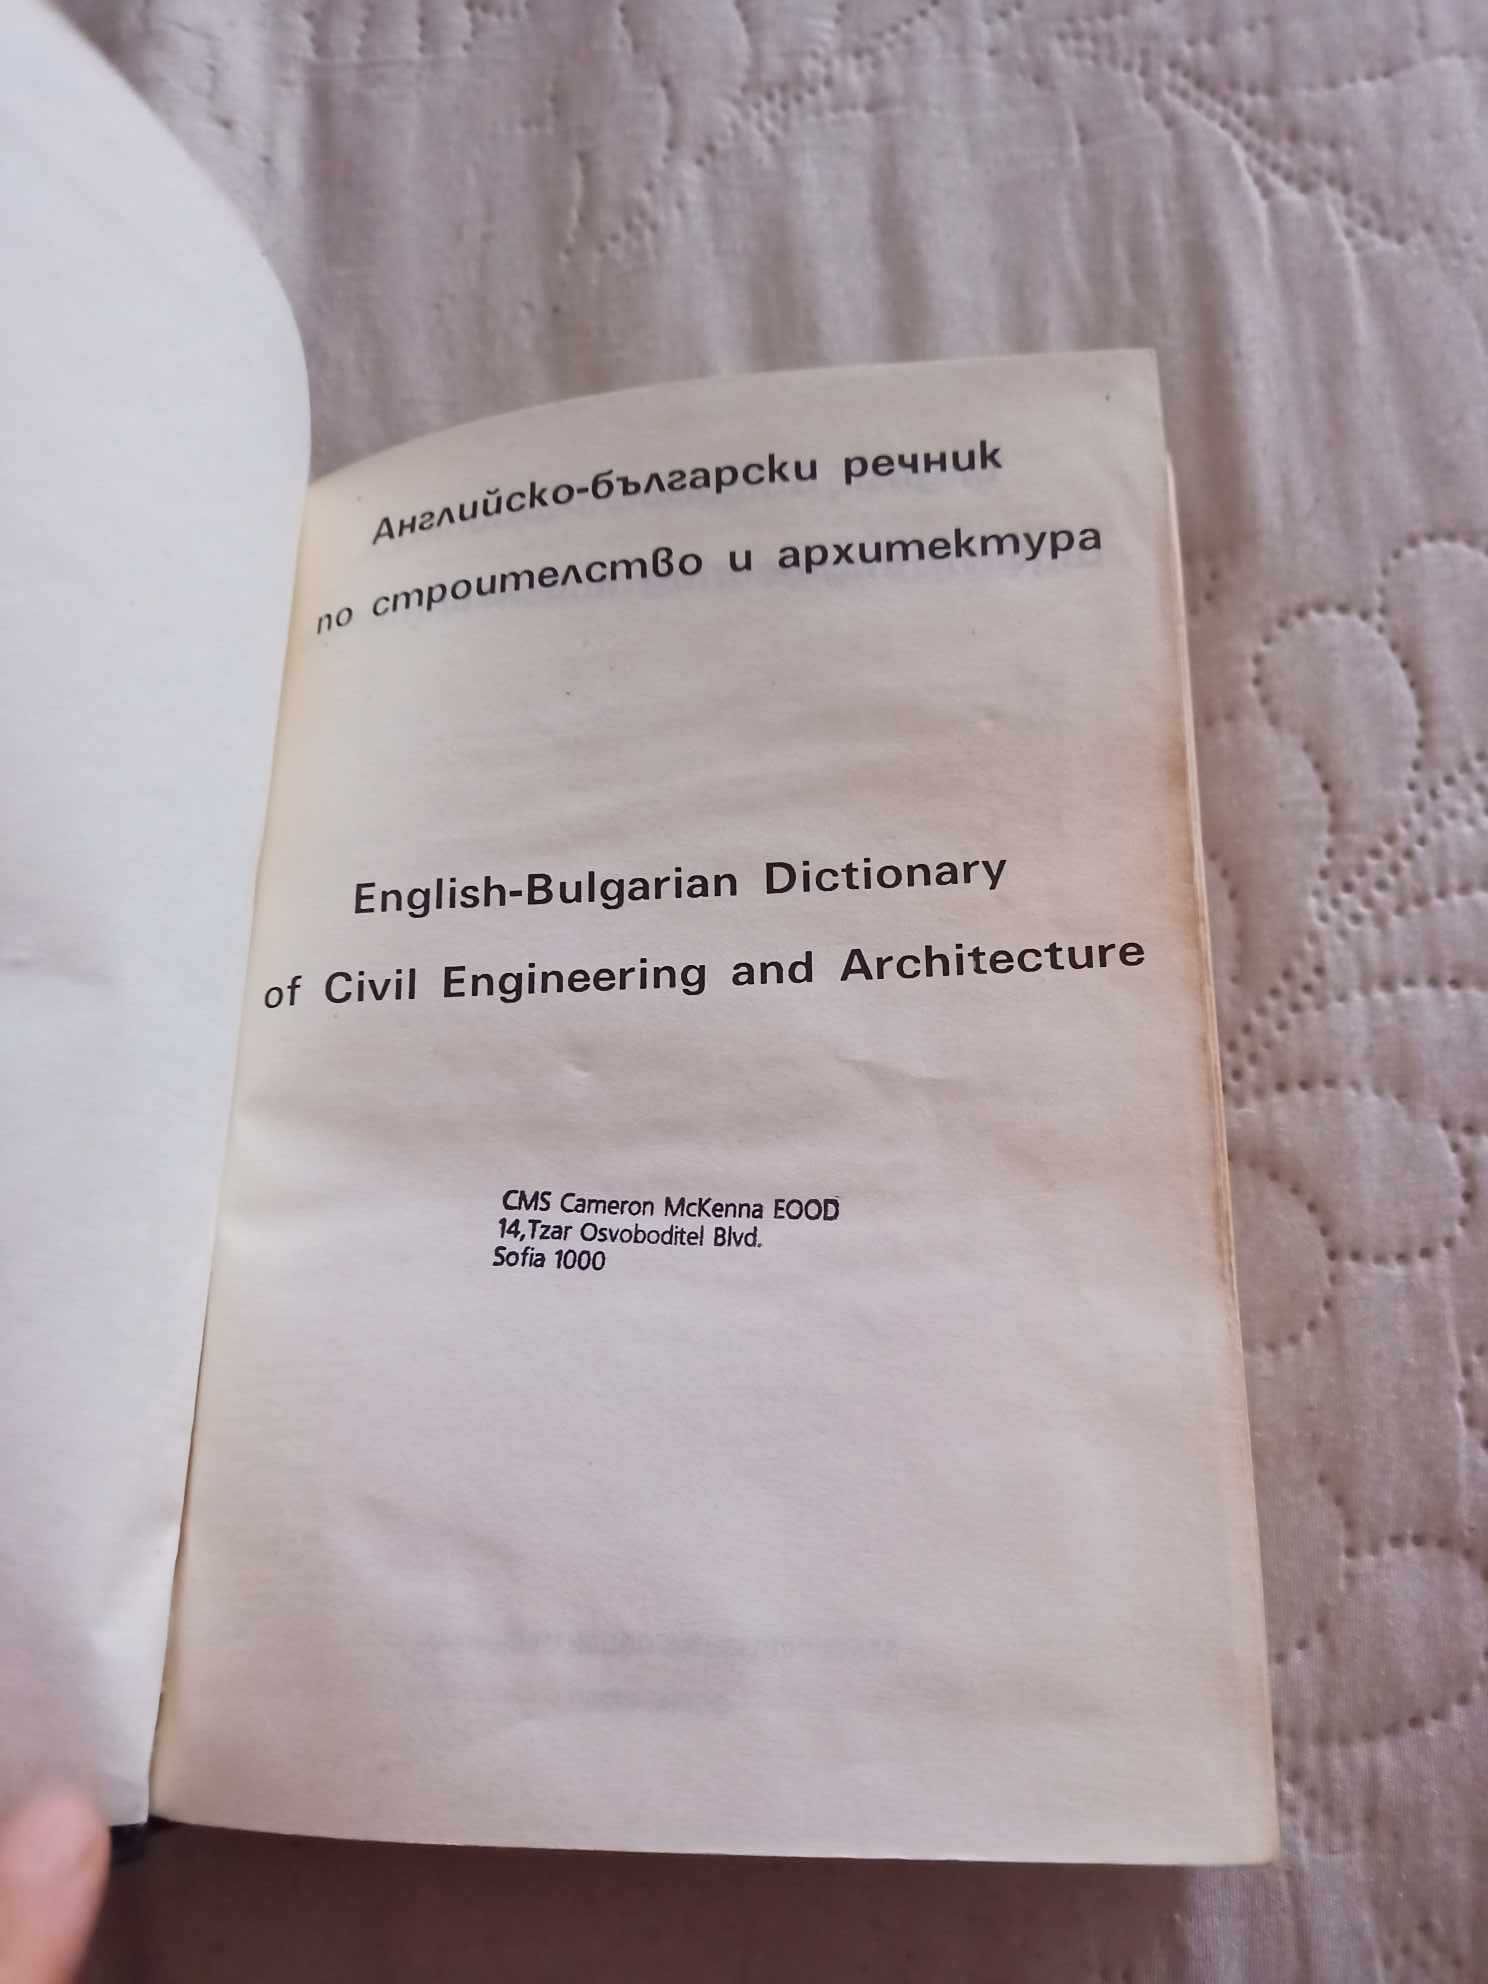 Английско-български речник
по строителство и архитектура
English-Bulgarian Dictionary
of Civil Engineering and Architecture
CMS Cameron McKenna EOOD
14,Tzar Osvoboditel Blvd.
Sofia 1000